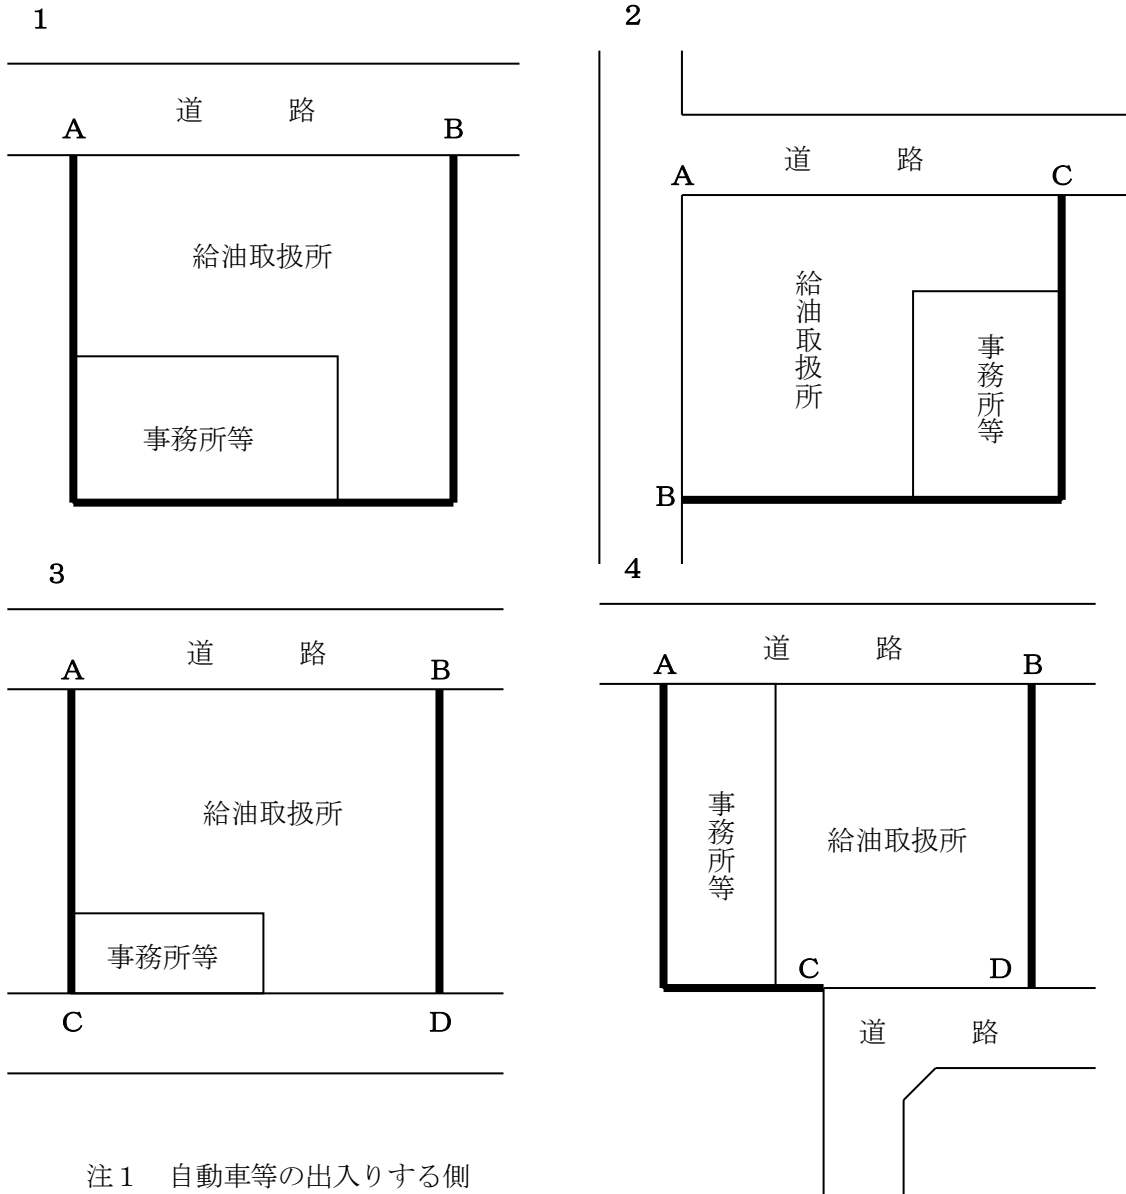 1
道 路
A B
給油取扱所
事務所等
2
道 路
A C
給油取扱所
事務所等
B
3
道 路
A B
給油取扱所
事務所等
C D
4
道 路
A B
事務所等
給油取扱所
C D
道 路
注１ 自動車等の出入りする側